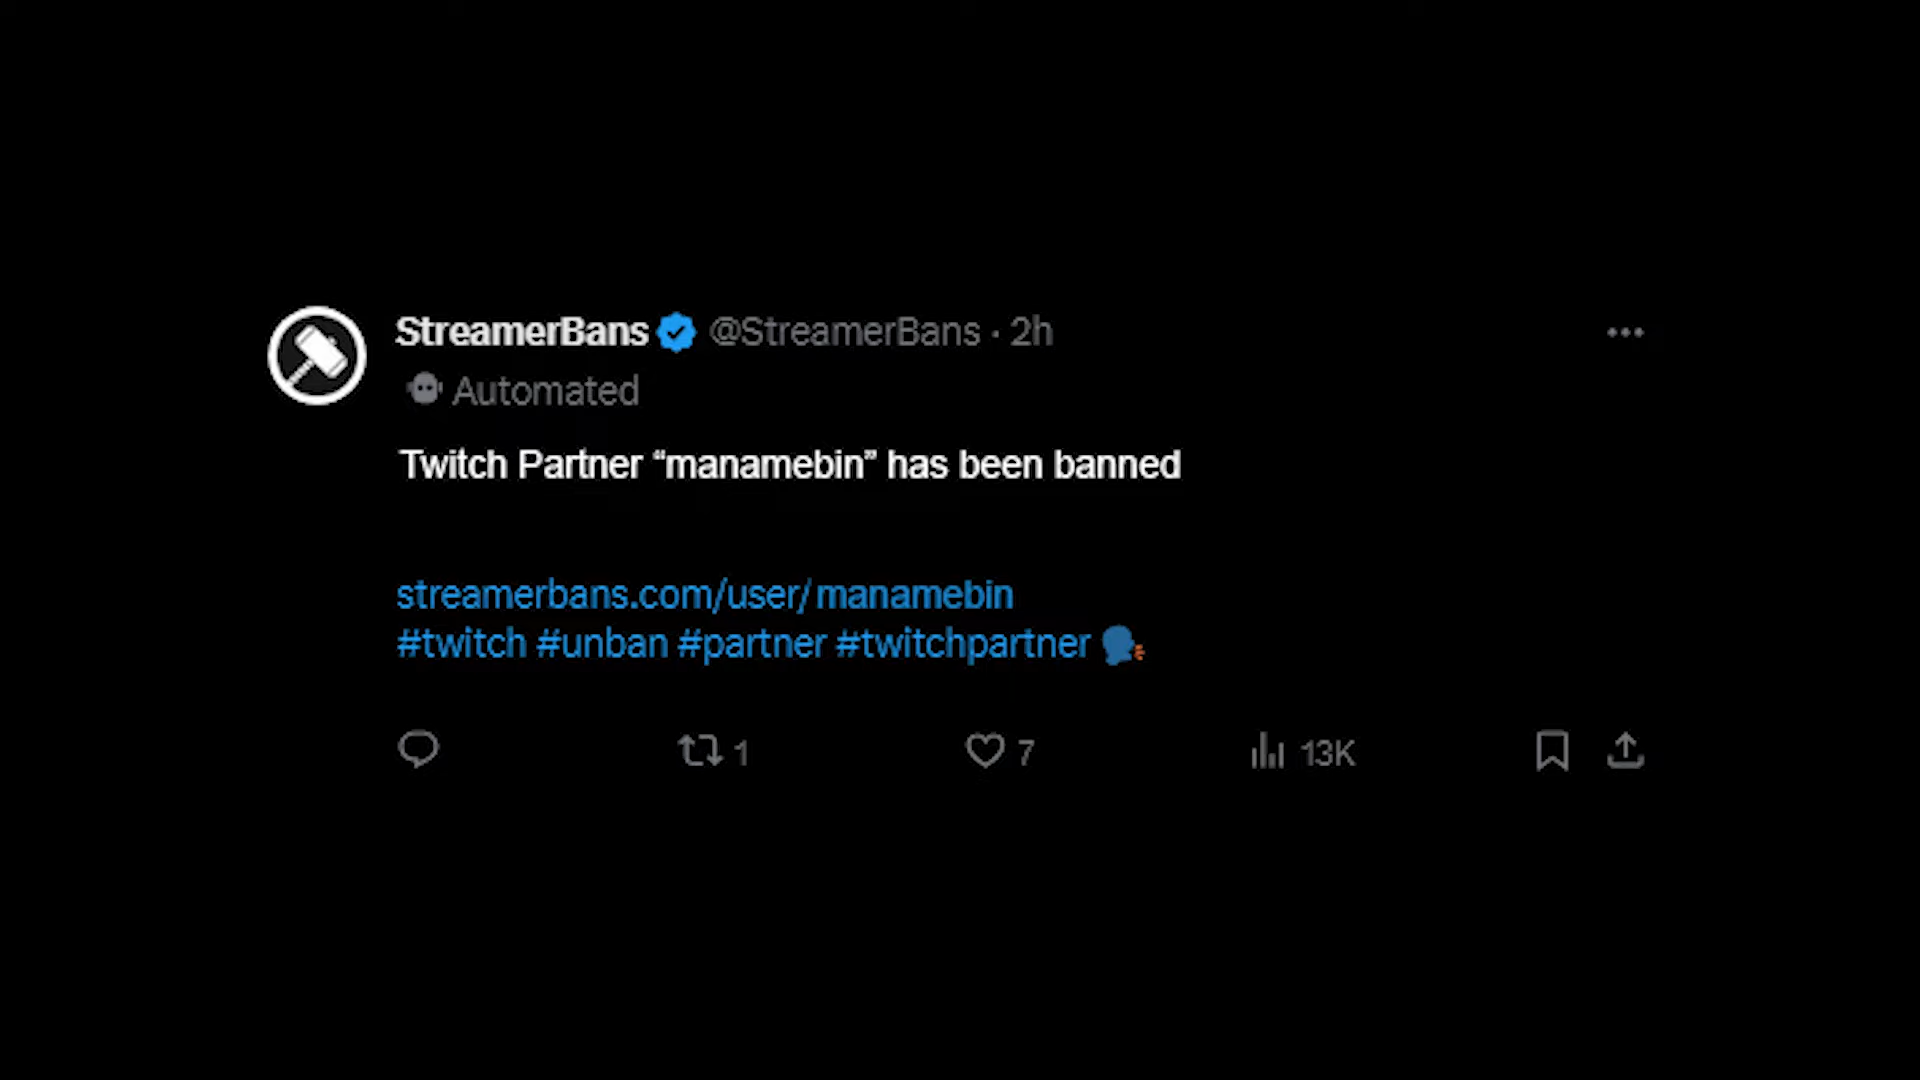 StreamerBans @StreamerBans · 2h
Automated
Twitch Partner “manamebin” has been banned
streamerbans.com/user/manamebin
#twitch #unban #partner #twitchpartner 🗣
1 7 13K